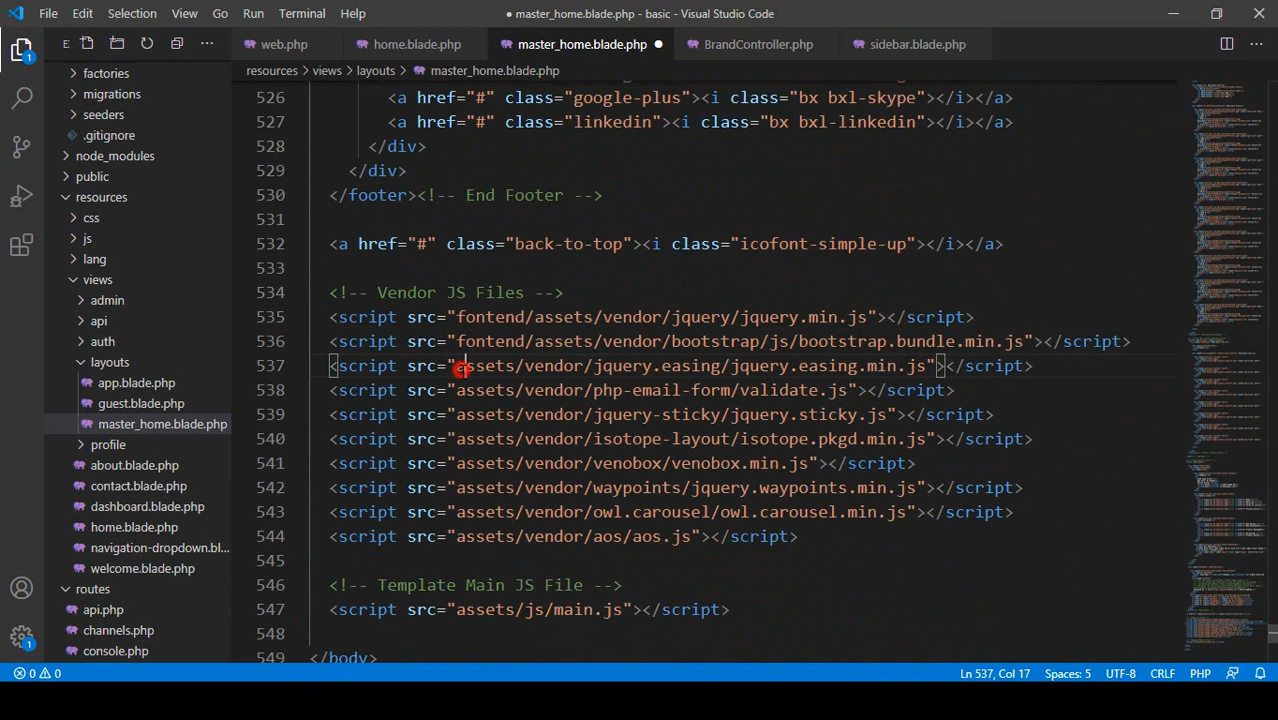 File Edit Selection View Go Run Terminal Help
● master_home.blade.php - basic - Visual Studio Code
E
web.php home.blade.php master_home.blade.php BrandController.php sidebar.blade.php
resources > views > layouts > master_home.blade.php
factories
migrations
seeders
.gitignore
node_modules
public
resources
css
js
lang
views
admin
api
auth
layouts
app.blade.php
guest.blade.php
master_home.blade.php
profile
about.blade.php
contact.blade.php
dashboard.blade.php
home.blade.php
navigation-dropdown.bl...
welcome.blade.php
routes
api.php
channels.php
console.php
1
1
526 <a href="#" class="google-plus"><i class="bx bxl-skype"></i></a>
527 <a href="#" class="linkedin"><i class="bx bxl-linkedin"></i></a>
528 </div>
529 </div>
530 </footer><!-- End Footer -->
531
532 <a href="#" class="back-to-top"><i class="icofont-simple-up"></i></a>
533
534 <!-- Vendor JS Files -->
535 <script src="fontend/assets/vendor/jquery/jquery.min.js"></script>
536 <script src="fontend/assets/vendor/bootstrap/js/bootstrap.bundle.min.js"></script>
537 <script src="assets/vendor/jquery.easing/jquery.easing.min.js"></script>
538 <script src="assets/vendor/php-email-form/validate.js"></script>
539 <script src="assets/vendor/jquery-sticky/jquery.sticky.js"></script>
540 <script src="assets/vendor/isotope-layout/isotope.pkgd.min.js"></script>
541 <script src="assets/vendor/venobox/venobox.min.js"></script>
542 <script src="assets/vendor/waypoints/jquery.waypoints.min.js"></script>
543 <script src="assets/vendor/owl.carousel/owl.carousel.min.js"></script>
544 <script src="assets/vendor/aos/aos.js"></script>
545
546 <!-- Template Main JS File -->
547 <script src="assets/js/main.js"></script>
548
549 </body>
0 0 Ln 537, Col 17 Spaces: 5 UTF-8 CRLF PHP